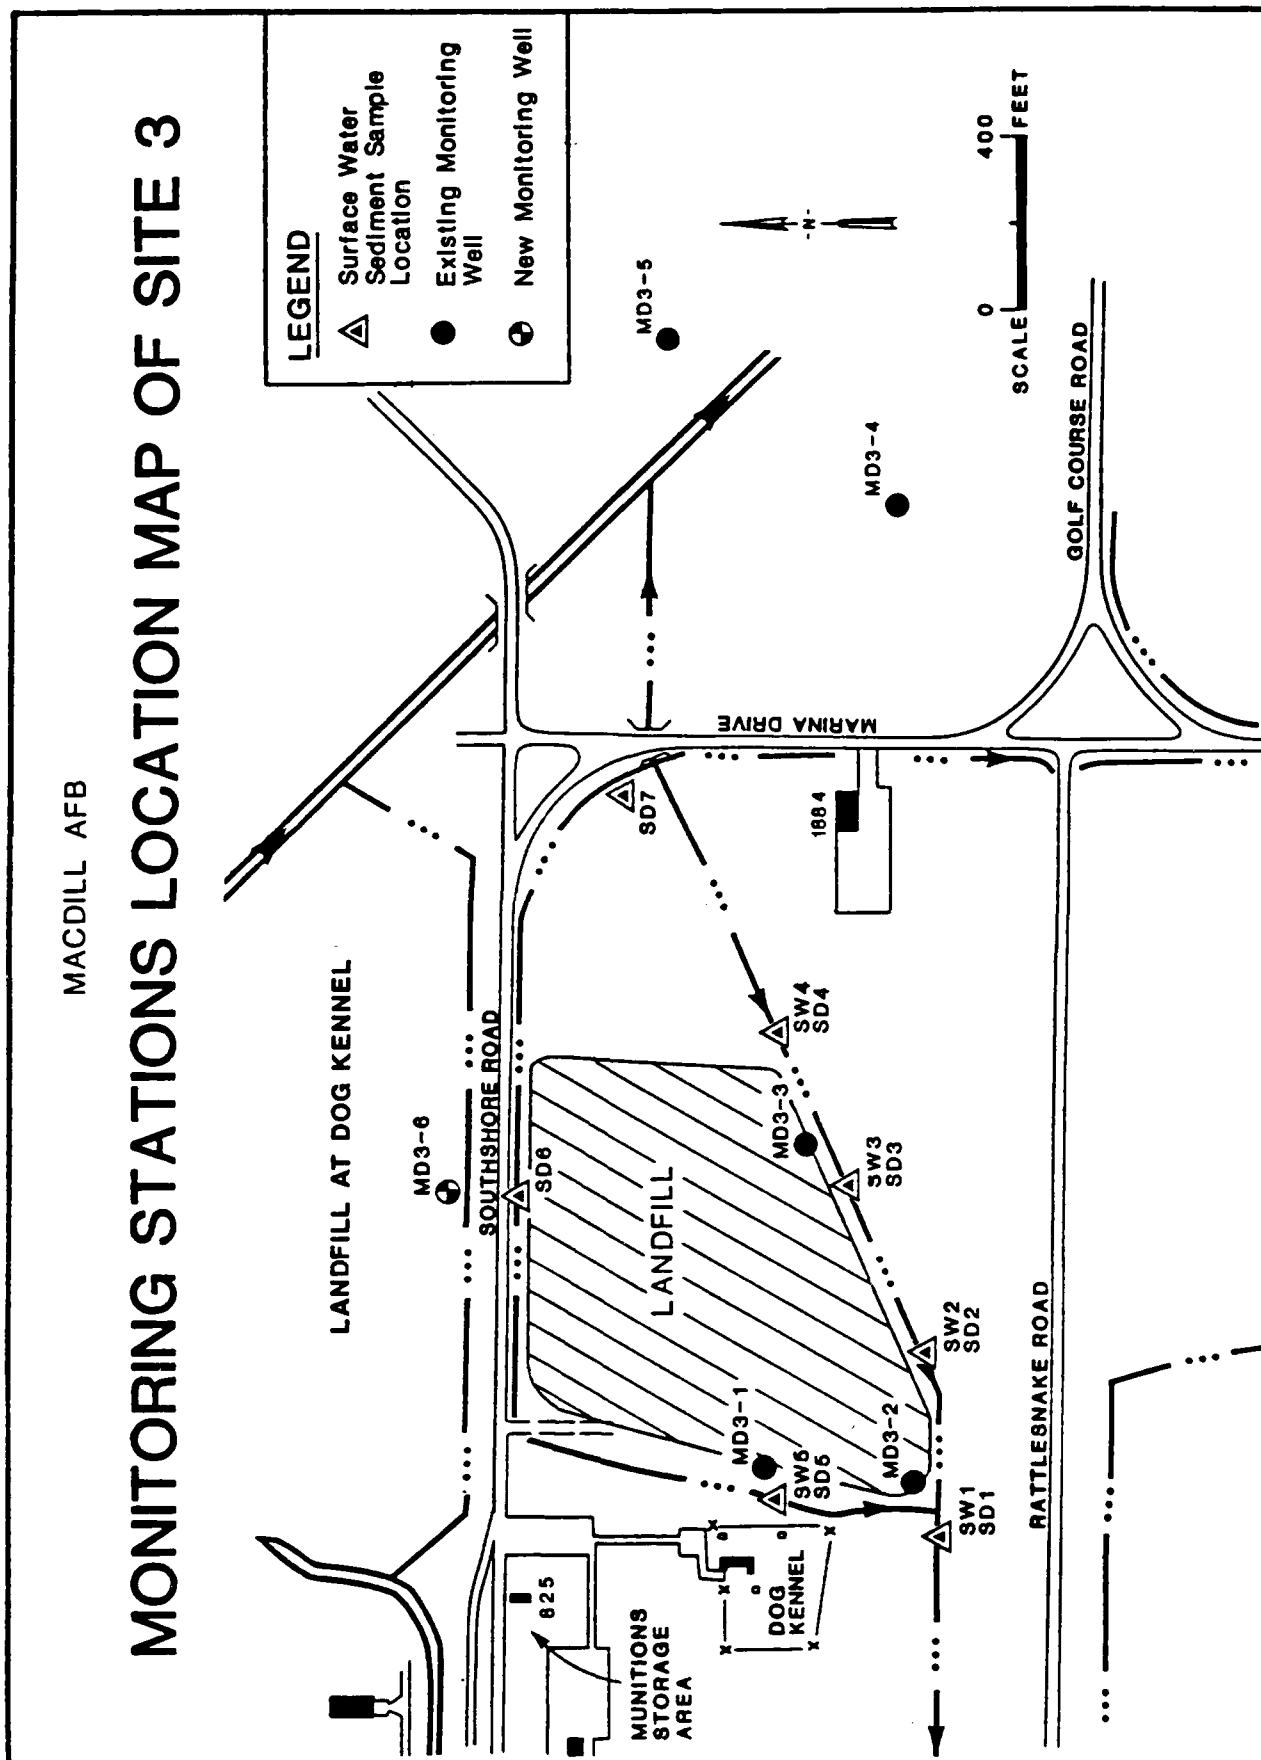 MACDILL AFB
MONITORING STATIONS LOCATION MAP OF SITE 3
LEGEND
Surface Water
Sediment Sample
Location
Existing Monitoring
Well
New Monitoring Well
LANDFILL AT DOG KENNEL
MD3-6
SOUTHSHORE ROAD
SD6
MD3-5
625
MUNITIONS
STORAGE
AREA
LANDFILL
SD7
MARINA DRIVE
MD3-1
SW5
SD5
DOG
KENNEL
MD3-3
SW4
SD4
1884
MD3-4
-N-
MD3-2
SW3
SD3
SW2
SD2
SW1
SD1
RATTLESNAKE ROAD
GOLF COURSE ROAD
0 400
SCALE FEET